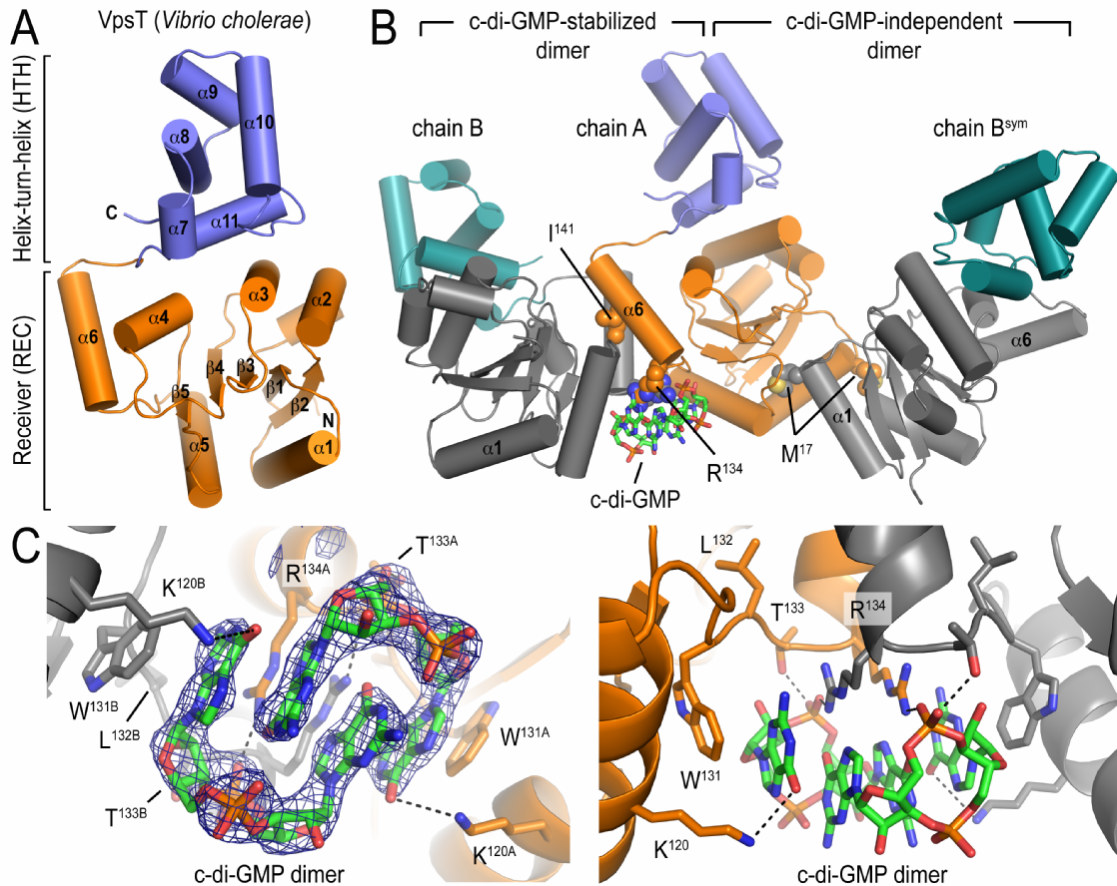 A
VpsT (Vibrio cholerae)
Helix-turn-helix (HTH)
Receiver (REC)
α9
α10
α8
C
α7
α11
α3
α2
α6
α4
β4
β3
β1
β5
β2
N
α5
α1
B
c-di-GMP-stabilized
dimer
c-di-GMP-independent
dimer
chain B
chain A
chain Bsym
I141
α6
α6
α1
α1
M17
R134
c-di-GMP
C
K120B
R134A
T133A
W131B
L132B
W131A
T133B
K120A
c-di-GMP dimer
L132
T133
R134
W131
K120
c-di-GMP dimer